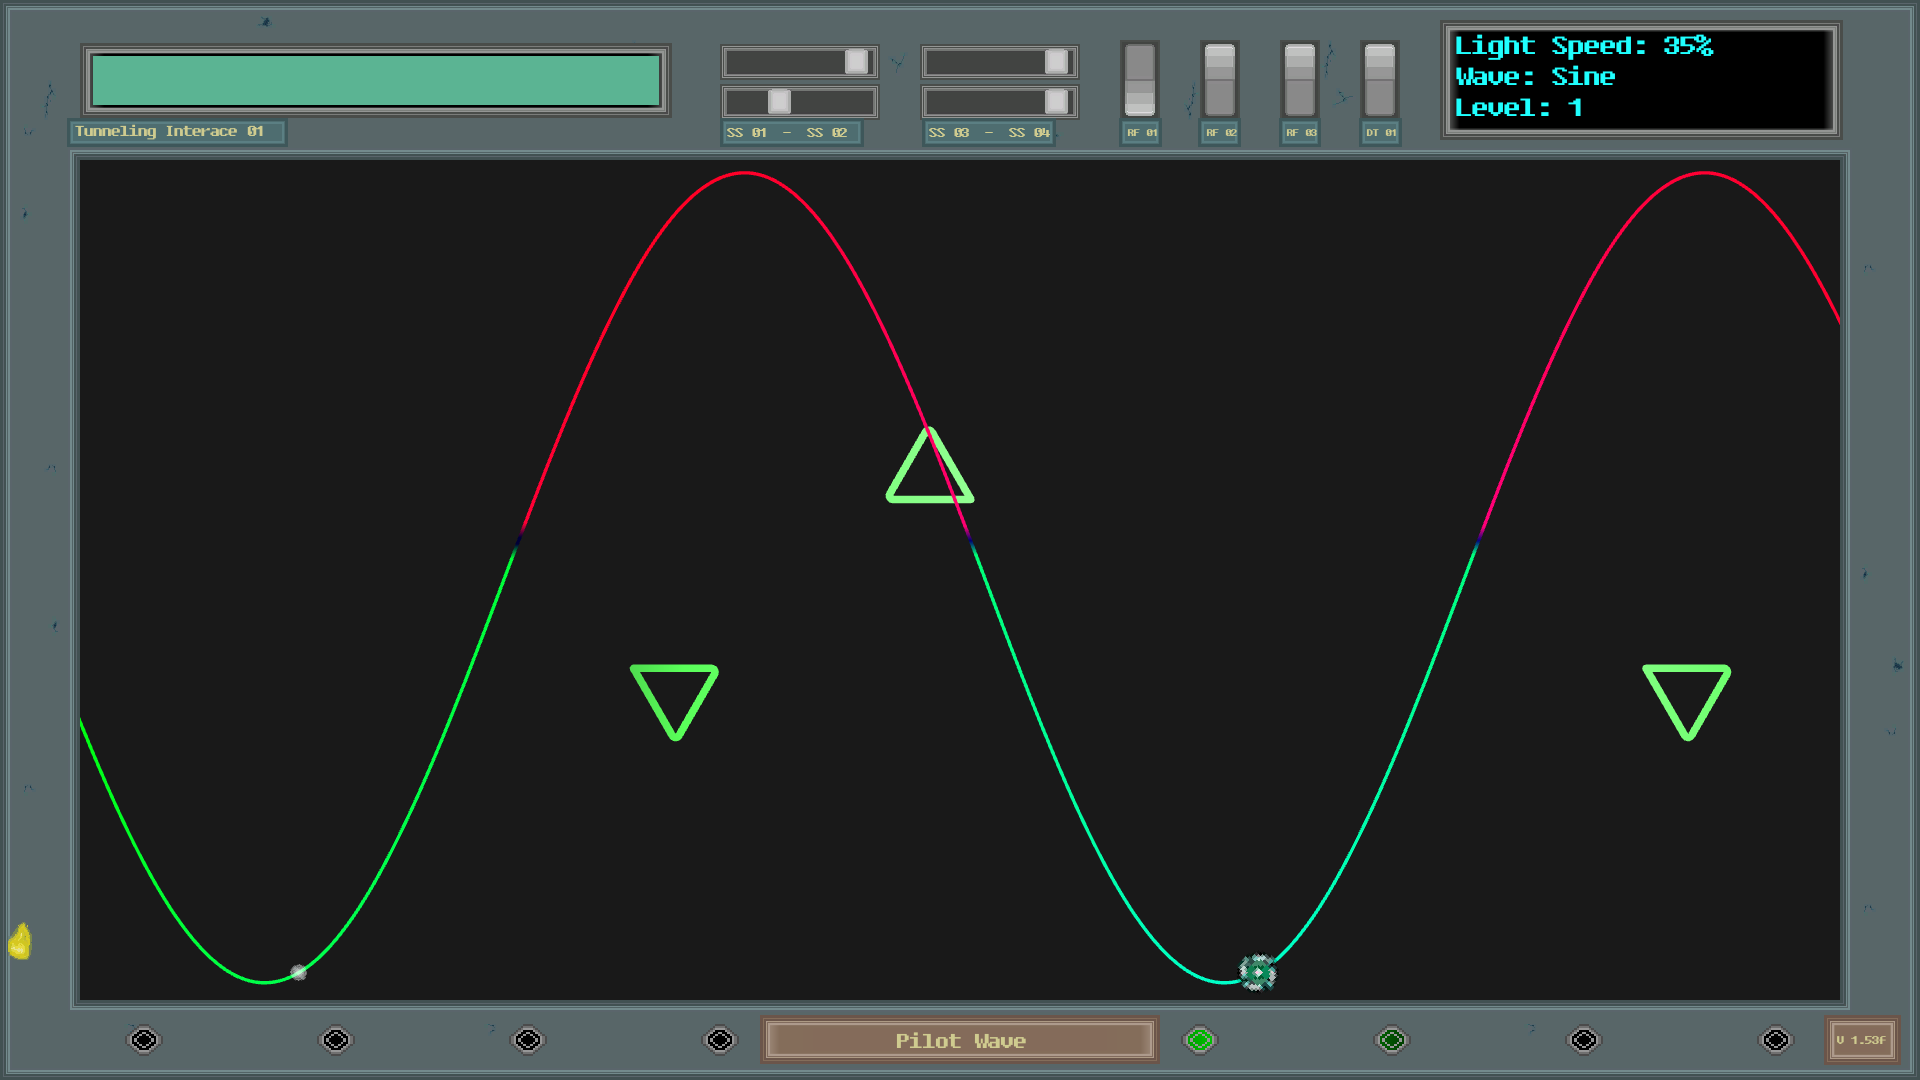 Light Speed: 35%
Wave: Sine
Level: 1
Tunneling Interace 01
SS 01 - SS 02
SS 03 - SS 04
RF 01
RF 02
RF 03
DT 01
Pilot Wave
V 1.53f